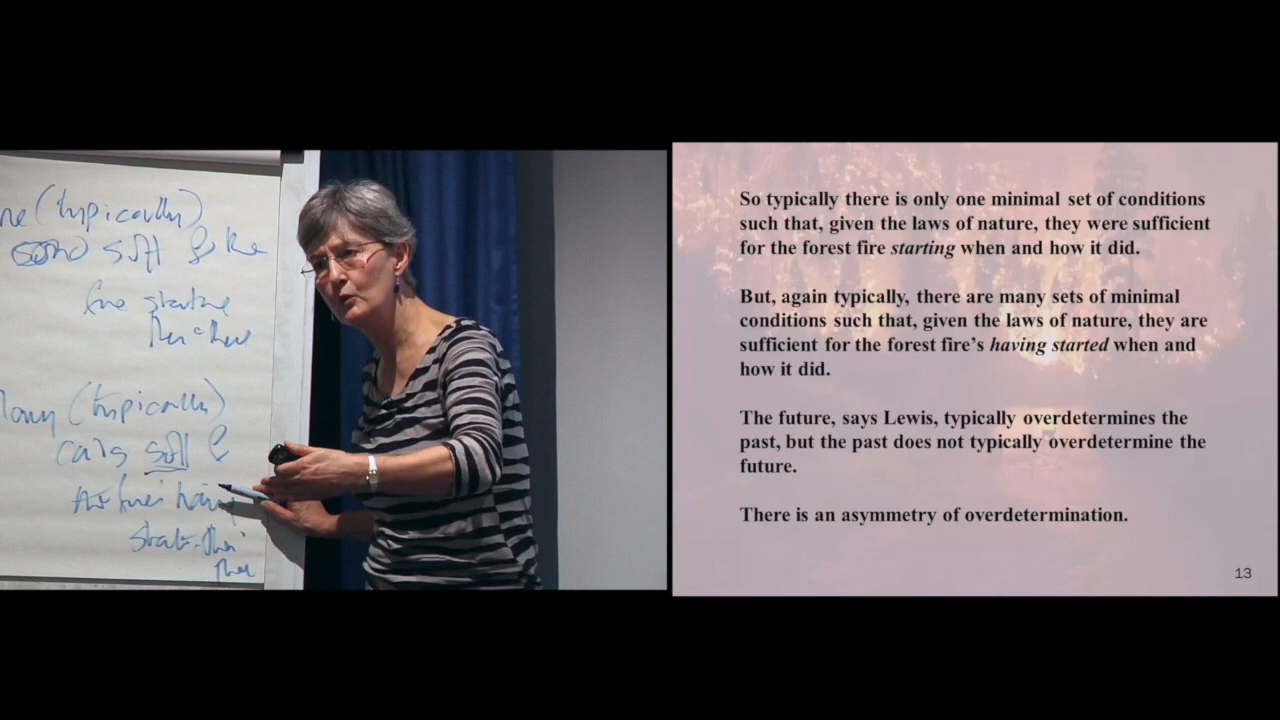 (typically)
suff
fire starting
then & there
(typically)
suff
So typically there is only one minimal set of conditions
such that, given the laws of nature, they were sufficient
for the forest fire starting when and how it did.
But, again typically, there are many sets of minimal
conditions such that, given the laws of nature, they are
sufficient for the forest fire’s having started when and
how it did.
The future, says Lewis, typically overdetermines the
past, but the past does not typically overdetermine the
future.
There is an asymmetry of overdetermination.
13